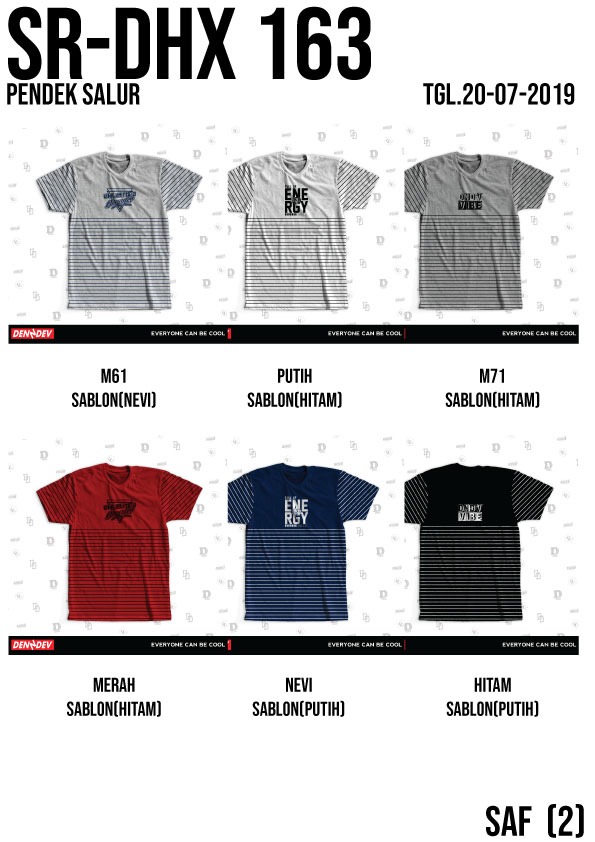 SR-DHX 163
PENDEK SALUR
TGL.20-07-2019
ENE
RGY
VIBE
DENNDEV
EVERYONE CAN BE COOL
EVERYONE CAN BE COOL
EVERYONE CAN BE COOL
M61
SABLON(NEVI)
PUTIH
SABLON(HITAM)
M71
SABLON(HITAM)
ENE
RGY
VIBE
EVERYONE CAN BE COOL
EVERYONE CAN BE COOL
EVERYONE CAN BE COOL
MERAH
SABLON(HITAM)
NEVI
SABLON(PUTIH)
HITAM
SABLON(PUTIH)
SAF (2)